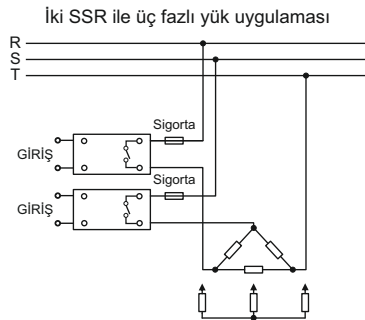 İki SSR ile üç fazlı yük uygulaması
R
S
T
Sigorta
GİRİŞ
Sigorta
GİRİŞ